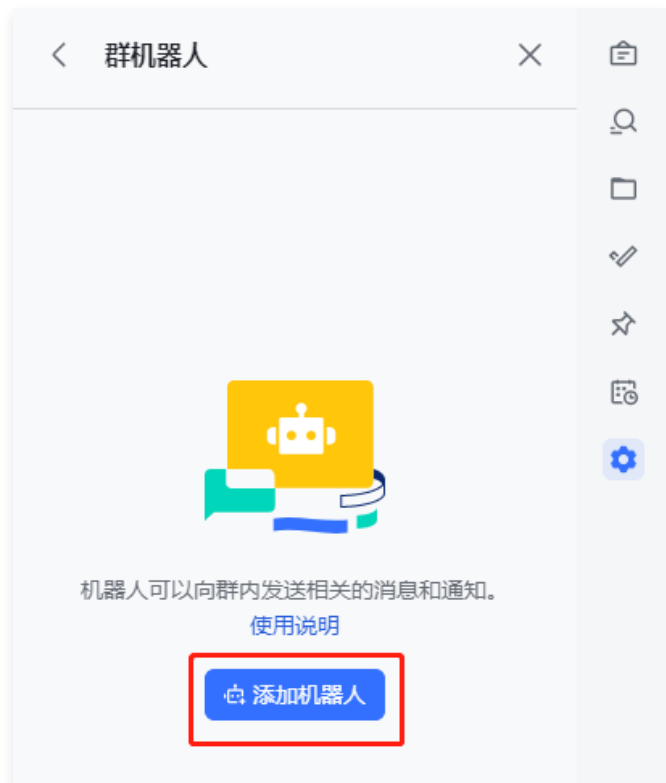 群机器人
机器人可以向群内发送相关的消息和通知。
使用说明
添加机器人